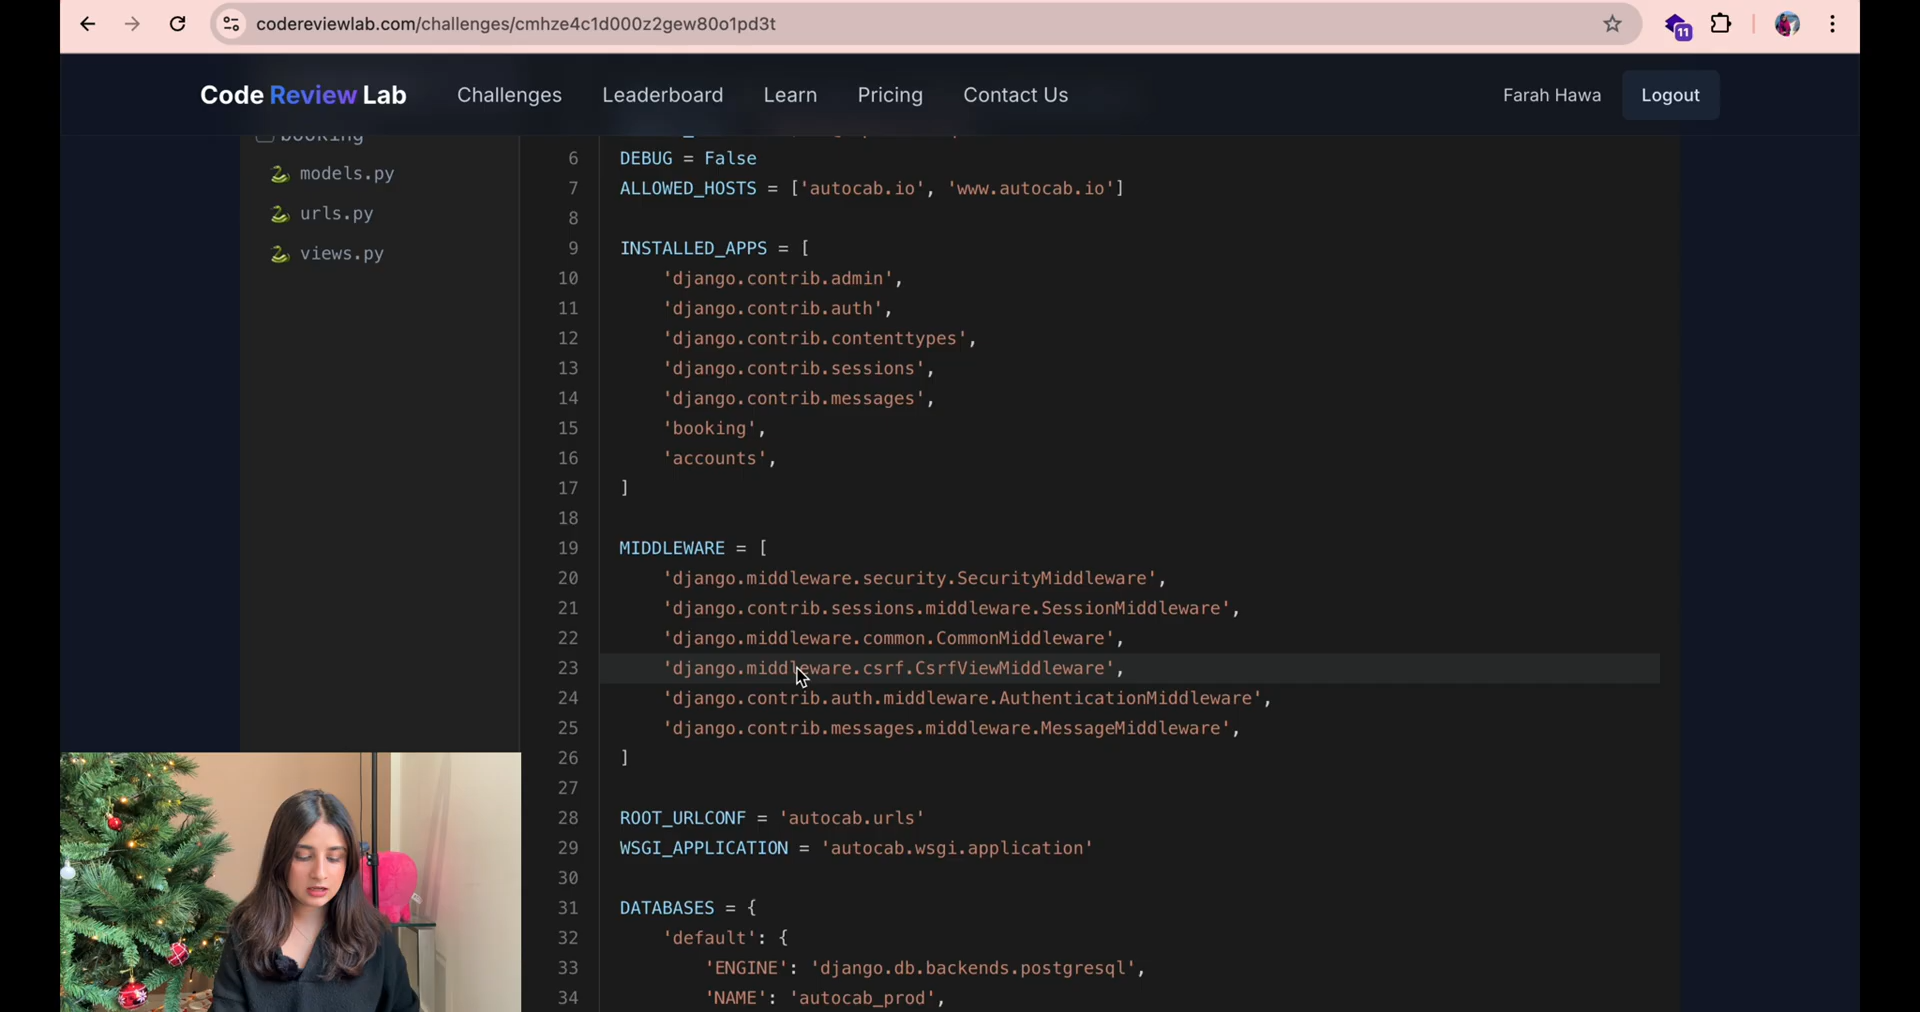 codereviewlab.com/challenges/cmhze4c1d000z2gew80o1pd3t
11
Code Review Lab
Challenges
Leaderboard
Learn
Pricing
Contact Us
Farah Hawa
Logout
booking
models.py
urls.py
views.py
6 DEBUG = False
7 ALLOWED_HOSTS = ['autocab.io', 'www.autocab.io']
8
9 INSTALLED_APPS = [
10 'django.contrib.admin',
11 'django.contrib.auth',
12 'django.contrib.contenttypes',
13 'django.contrib.sessions',
14 'django.contrib.messages',
15 'booking',
16 'accounts',
17 ]
18
19 MIDDLEWARE = [
20 'django.middleware.security.SecurityMiddleware',
21 'django.contrib.sessions.middleware.SessionMiddleware',
22 'django.middleware.common.CommonMiddleware',
23 'django.middleware.csrf.CsrfViewMiddleware',
24 'django.contrib.auth.middleware.AuthenticationMiddleware',
25 'django.contrib.messages.middleware.MessageMiddleware',
26 ]
27
28 ROOT_URLCONF = 'autocab.urls'
29 WSGI_APPLICATION = 'autocab.wsgi.application'
30
31 DATABASES = {
32 'default': {
33 'ENGINE': 'django.db.backends.postgresql',
34 'NAME': 'autocab_prod',